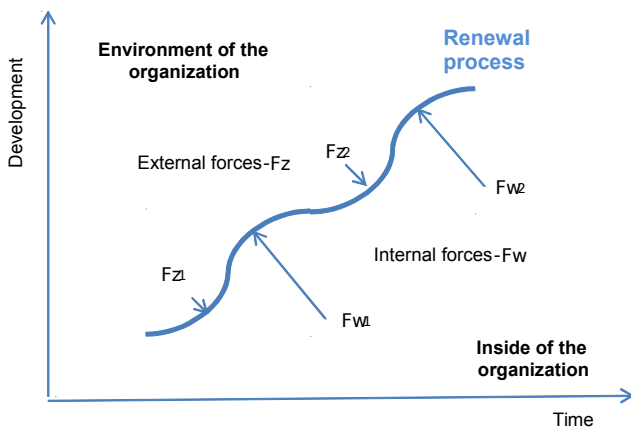 Environment of the
organization
Renewal
process
Development
Fz2
External forces-Fz
Fw2
Internal forces-Fw
Fz1
Fw1
Inside of the
organization
Time